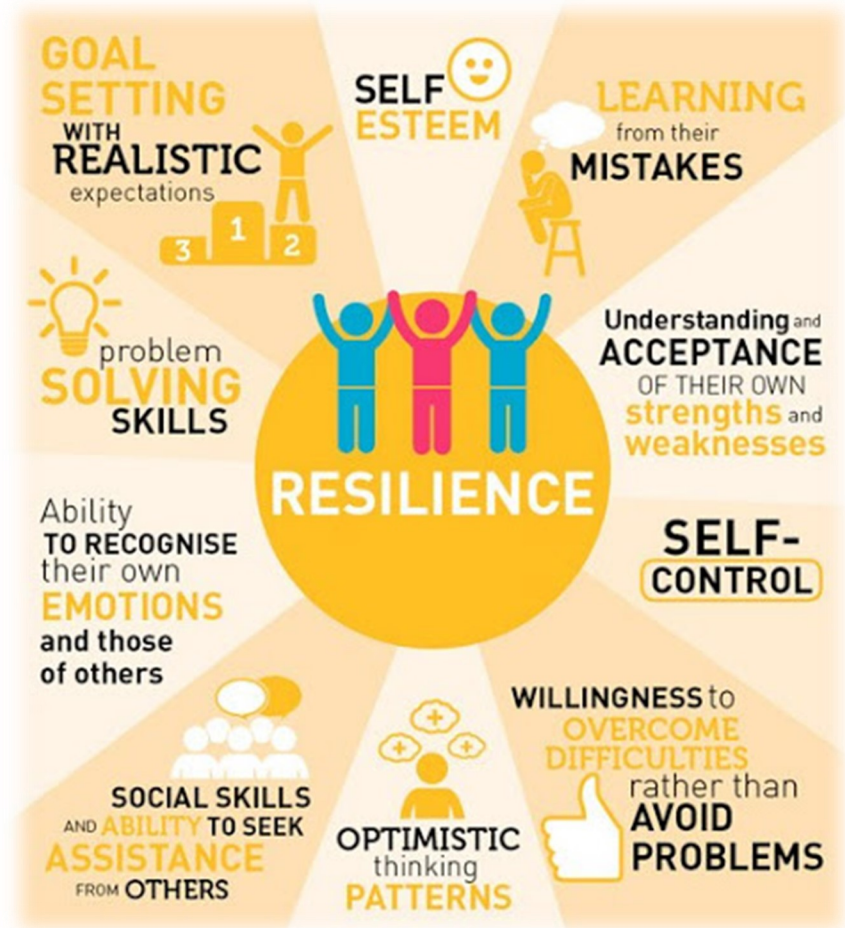 GOAL
SETTING
WITH
REALISTIC
expectations
1
2
3
SELF
ESTEEM
LEARNING
from their
MISTAKES
problem
SOLVING
SKILLS
Understanding and
ACCEPTANCE
OF THEIR OWN
strengths and
weaknesses
RESILIENCE
Ability
TO RECOGNISE
their own
EMOTIONS
and those
of others
SELF-
CONTROL
SOCIAL SKILLS
AND ABILITY TO SEEK
ASSISTANCE
FROM OTHERS
OPTIMISTIC
thinking
PATTERNS
WILLINGNESS to
OVERCOME
DIFFICULTIES
rather than
AVOID
PROBLEMS